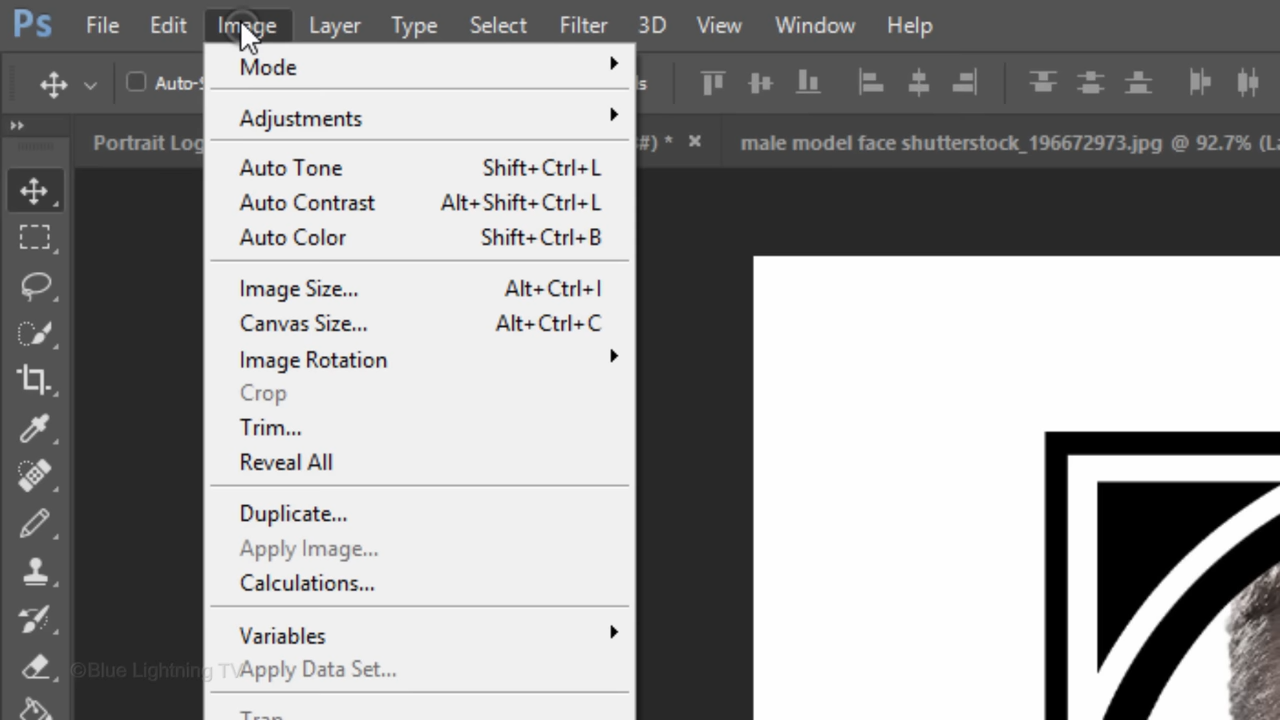 Ps File Edit Image Layer Type Select Filter 3D View Window Help
Auto-S
Portrait Log #) * × male model face shutterstock_196672973.jpg @ 92.7% (La
Mode
Adjustments
Auto Tone Shift+Ctrl+L
Auto Contrast Alt+Shift+Ctrl+L
Auto Color Shift+Ctrl+B
Image Size... Alt+Ctrl+I
Canvas Size... Alt+Ctrl+C
Image Rotation
Crop
Trim...
Reveal All
Duplicate...
Apply Image...
Calculations...
Variables
©Blue Lightning TV
Apply Data Set...
Trap...